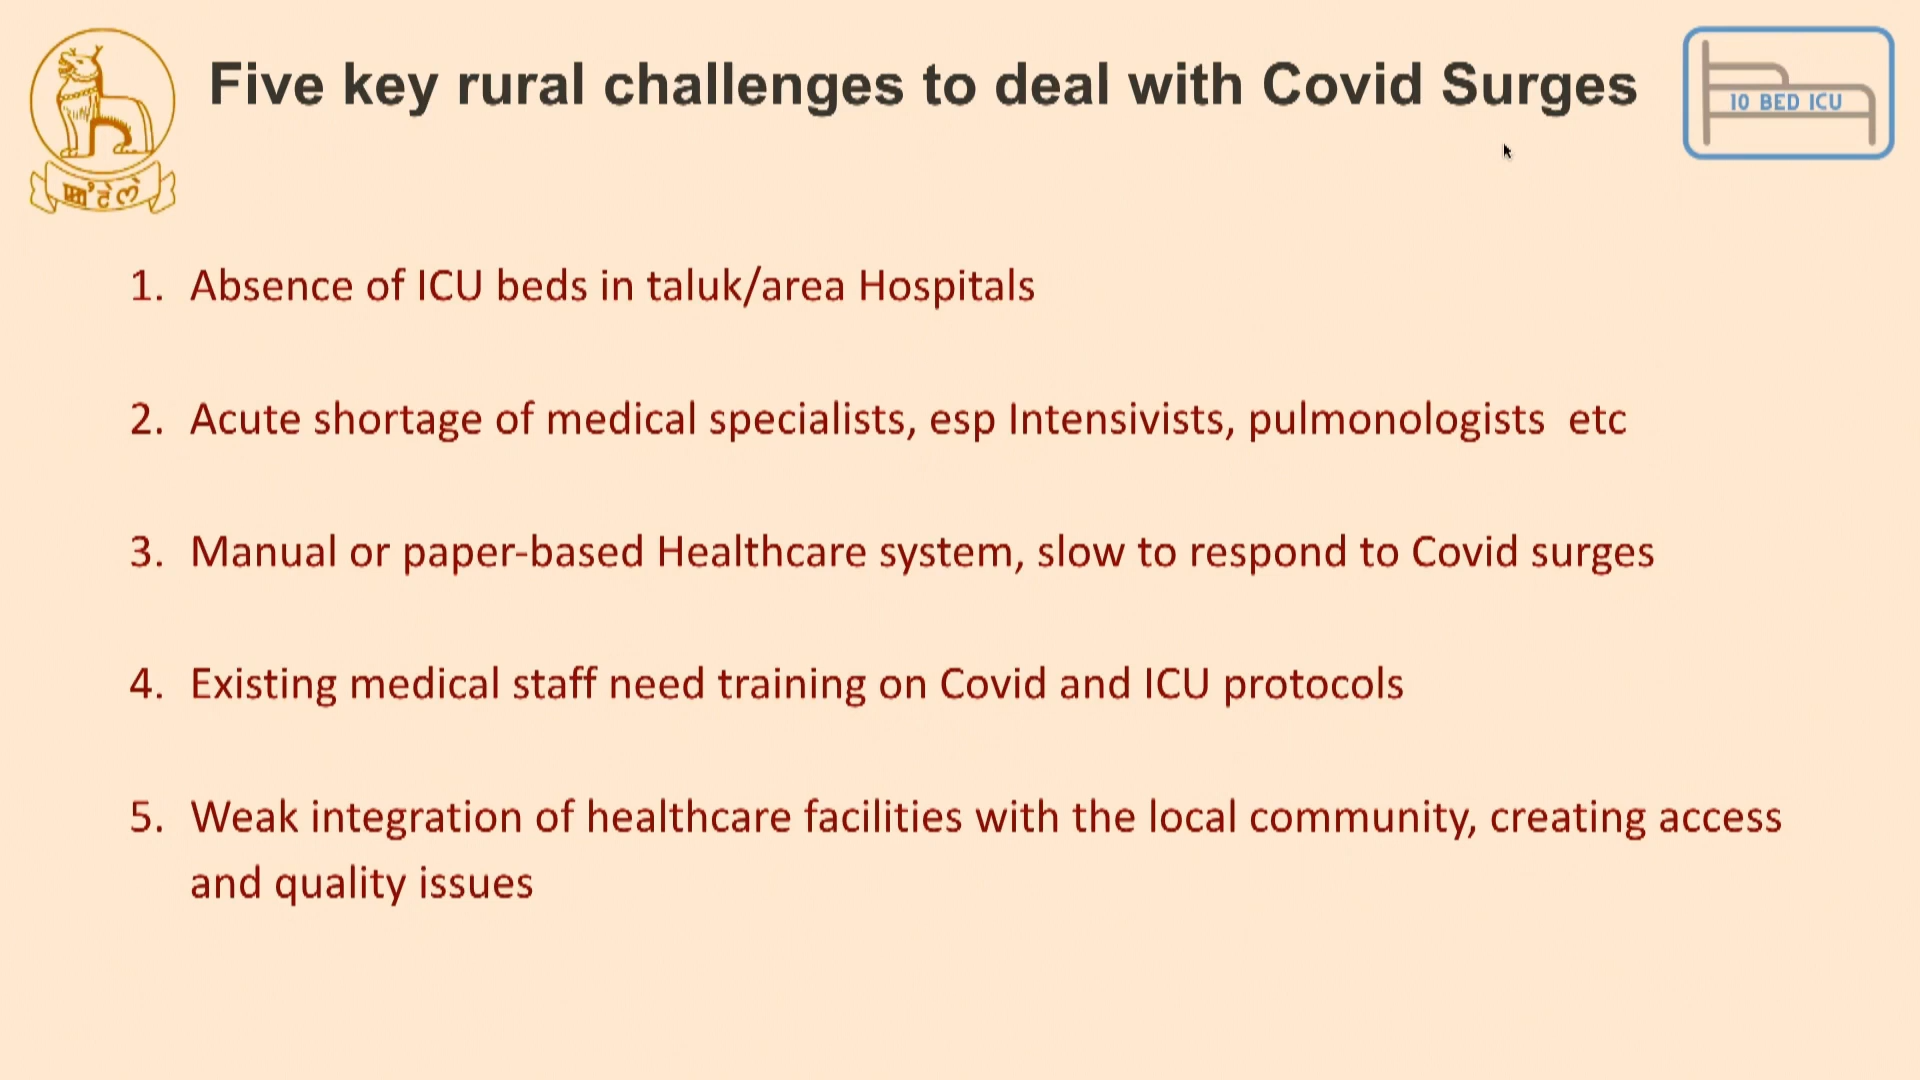 Five key rural challenges to deal with Covid Surges
10 BED ICU
1. Absence of ICU beds in taluk/area Hospitals
2. Acute shortage of medical specialists, esp Intensivists, pulmonologists  etc
3. Manual or paper-based Healthcare system, slow to respond to Covid surges
4. Existing medical staff need training on Covid and ICU protocols
5. Weak integration of healthcare facilities with the local community, creating access
and quality issues